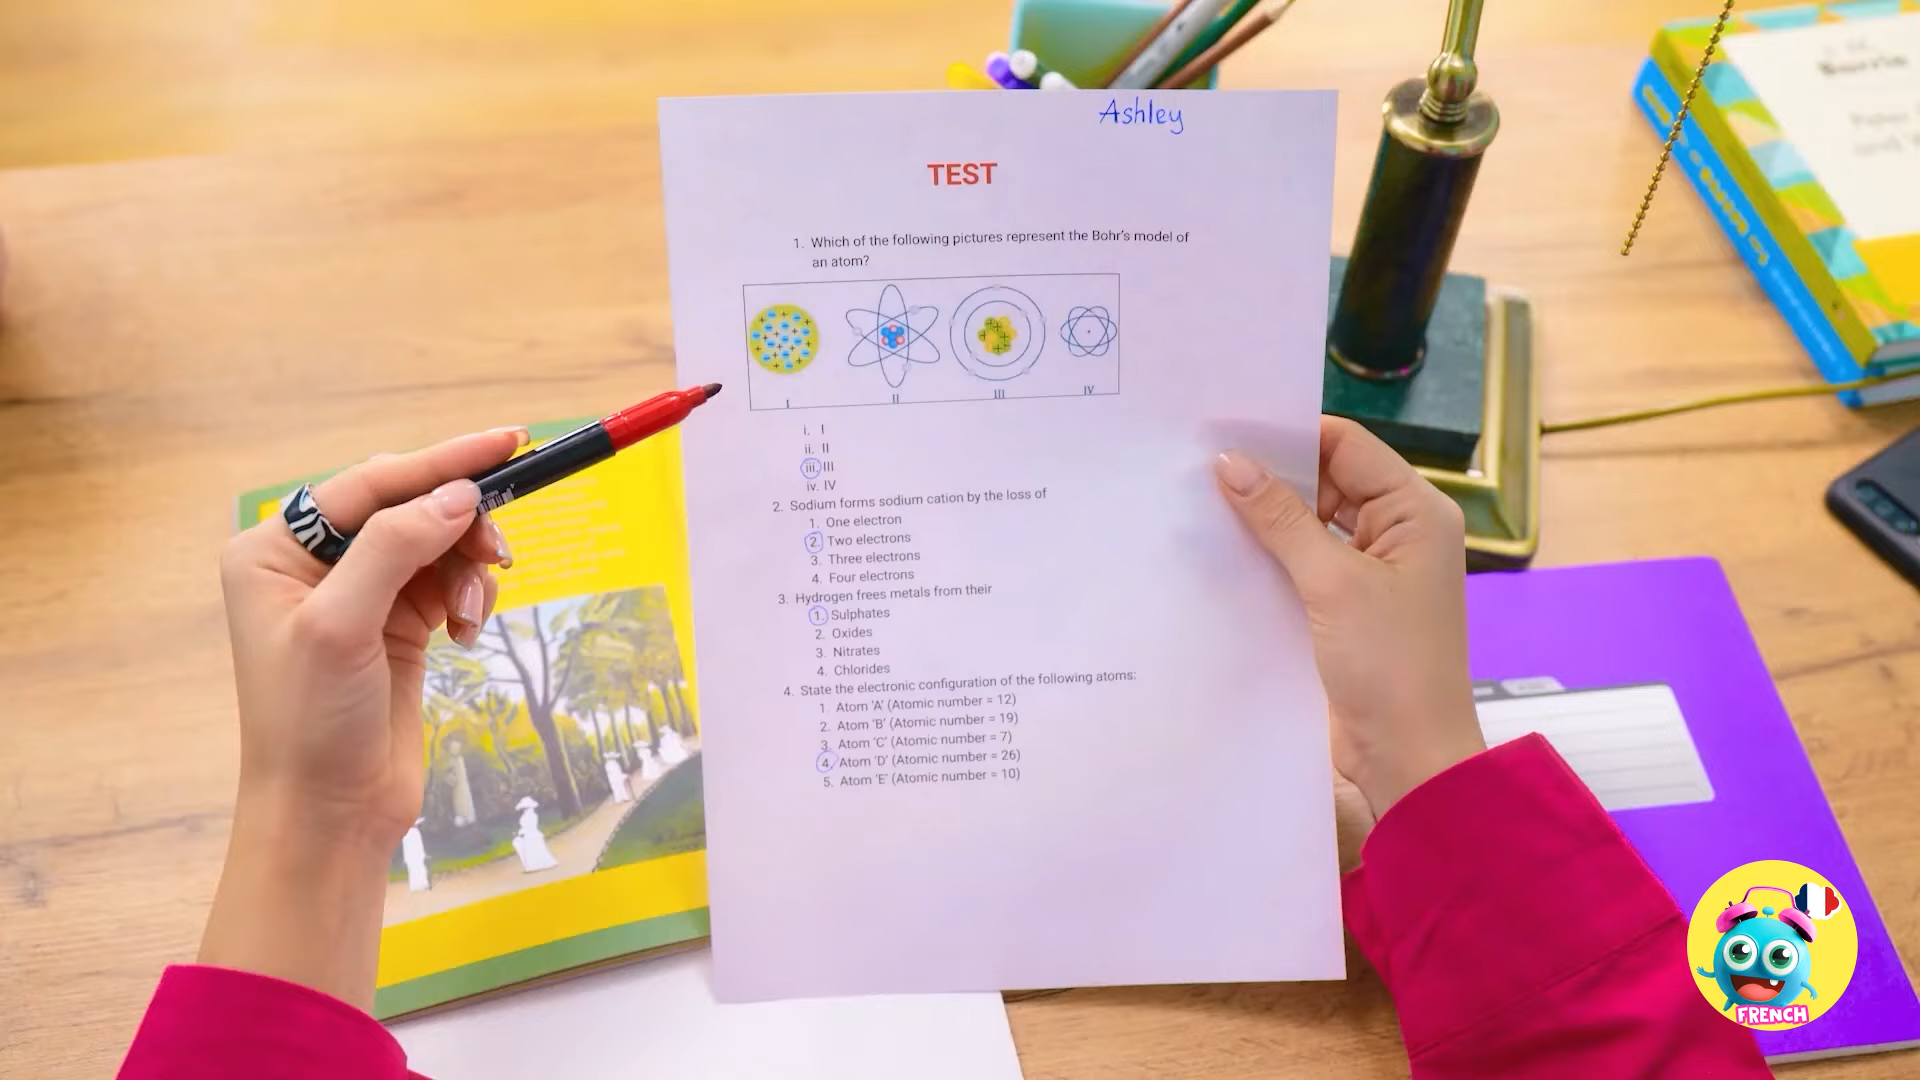 Ashley
TEST
1. Which of the following pictures represent the Bohr's model of
an atom?
I II III IV
i. I
ii. II
iii. III
iv. IV
2. Sodium forms sodium cation by the loss of
1. One electron
2. Two electrons
3. Three electrons
4. Four electrons
3. Hydrogen frees metals from their
1. Sulphates
2. Oxides
3. Nitrates
4. Chlorides
4. State the electronic configuration of the following atoms:
1. Atom 'A' (Atomic number = 12)
2. Atom 'B' (Atomic number = 19)
3. Atom 'C' (Atomic number = 7)
4. Atom 'D' (Atomic number = 26)
5. Atom 'E' (Atomic number = 10)
FRENCH